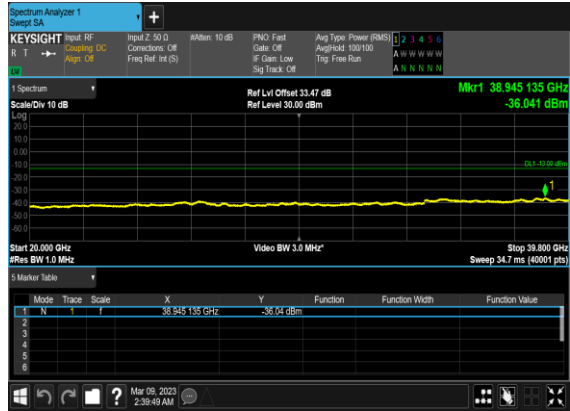 Spectrum Analyzer 1
Swept SA
+
KEYSIGHT
R T
LXI
Input: RF
Coupling: DC
Align: Off
Input Z: 50 Ω
Corrections: Off
Freq Ref: Int (S)
#Atten: 10 dB
PNO: Fast
Gate: Off
IF Gain: Low
Sig Track: Off
Avg Type: Power (RMS)
Avg|Hold: 100/100
Trig: Free Run
1 2 3 4 5 6
A W W W W W
A N N N N N
1 Spectrum
Scale/Div 10 dB
Ref Lvl Offset 33.47 dB
Ref Level 30.00 dBm
Mkr1 38.945 135 GHz
-36.041 dBm
Log
20.0
10.0
0.00
-10.0
-20.0
-30.0
-40.0
-50.0
-60.0
DL1 -13.00 dBm
1
Start 20.000 GHz
#Res BW 1.0 MHz
Video BW 3.0 MHz*
Stop 39.800 GHz
Sweep 34.7 ms (40001 pts)
5 Marker Table
Mode Trace Scale X Y Function Function Width Function Value
1 N 1 f 38.945 135 GHz -36.04 dBm
2
3
4
5
6
?
Mar 09, 2023
2:39:49 AM